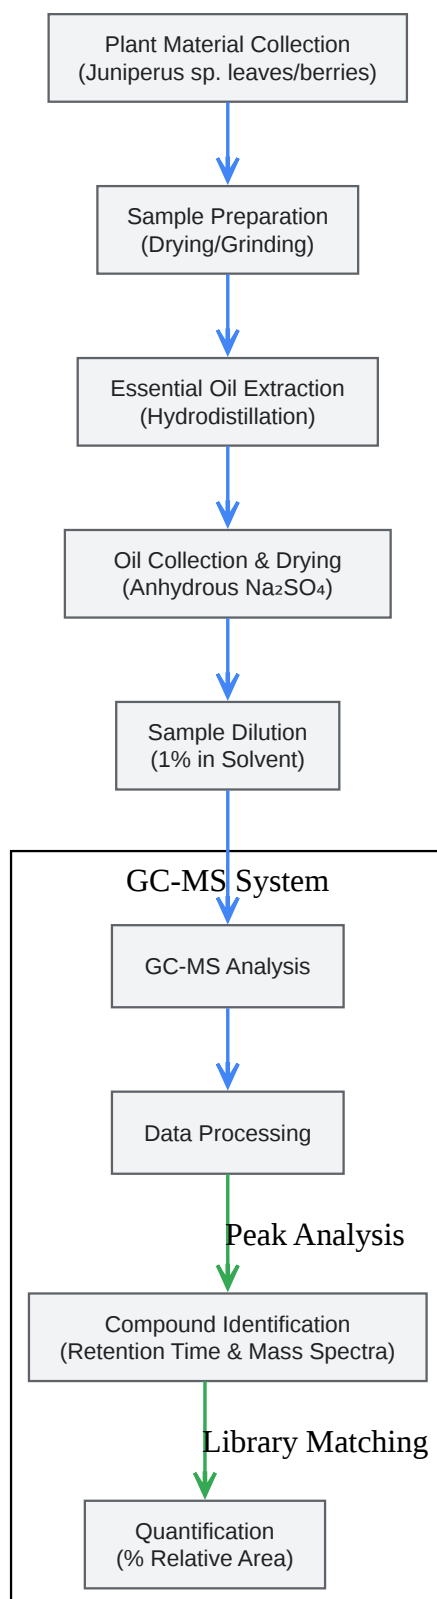 Plant Material Collection
(Juniperus sp. leaves/berries)
Sample Preparation
(Drying/Grinding)
Essential Oil Extraction
(Hydrodistillation)
Oil Collection & Drying
(Anhydrous Na₂SO₄)
Sample Dilution
(1% in Solvent)
GC-MS System
GC-MS Analysis
Data Processing
Peak Analysis
Compound Identification
(Retention Time & Mass Spectra)
Library Matching
Quantification
(% Relative Area)